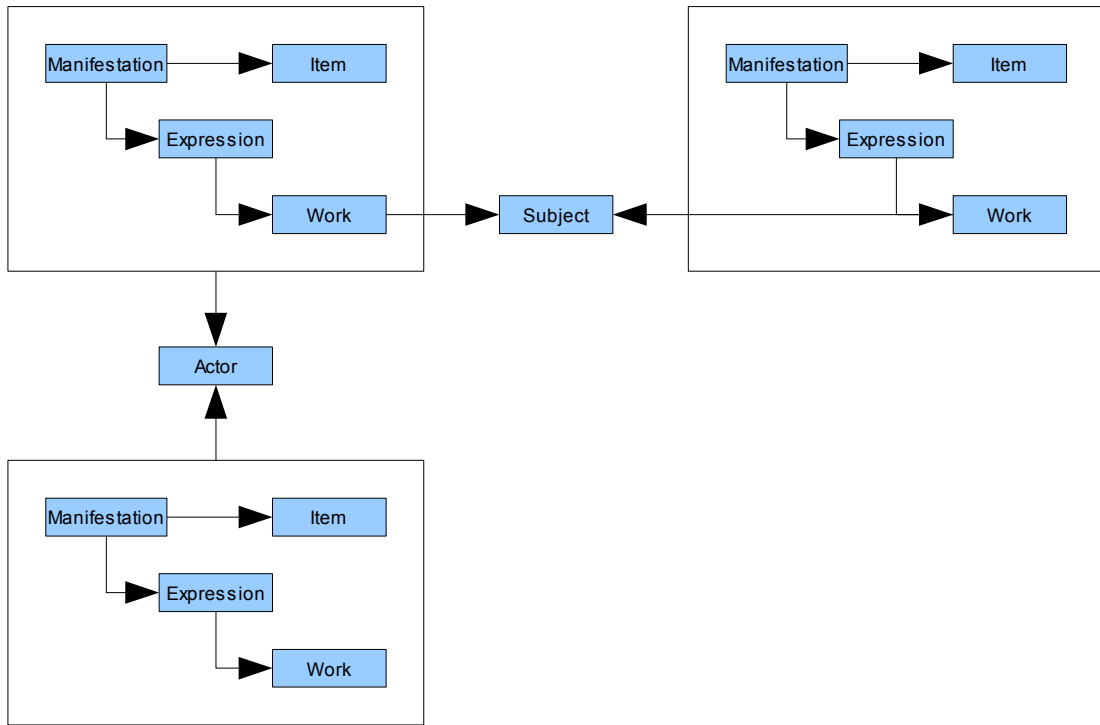 Manifestation
Item
Expression
Work
Manifestation
Item
Expression
Work
Subject
Actor
Manifestation
Item
Expression
Work